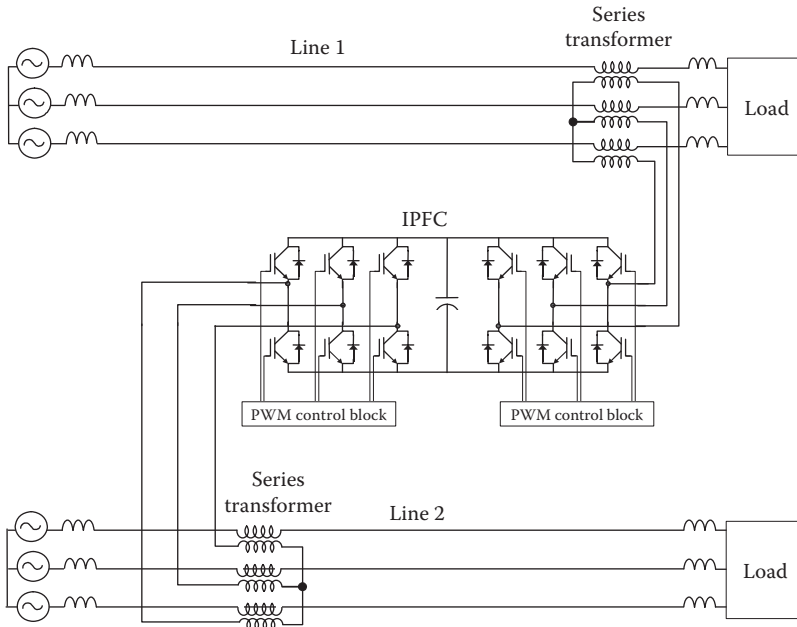 Series
transformer
Line 1
Load
IPFC
PWM control block
PWM control block
Series
transformer
Line 2
Load